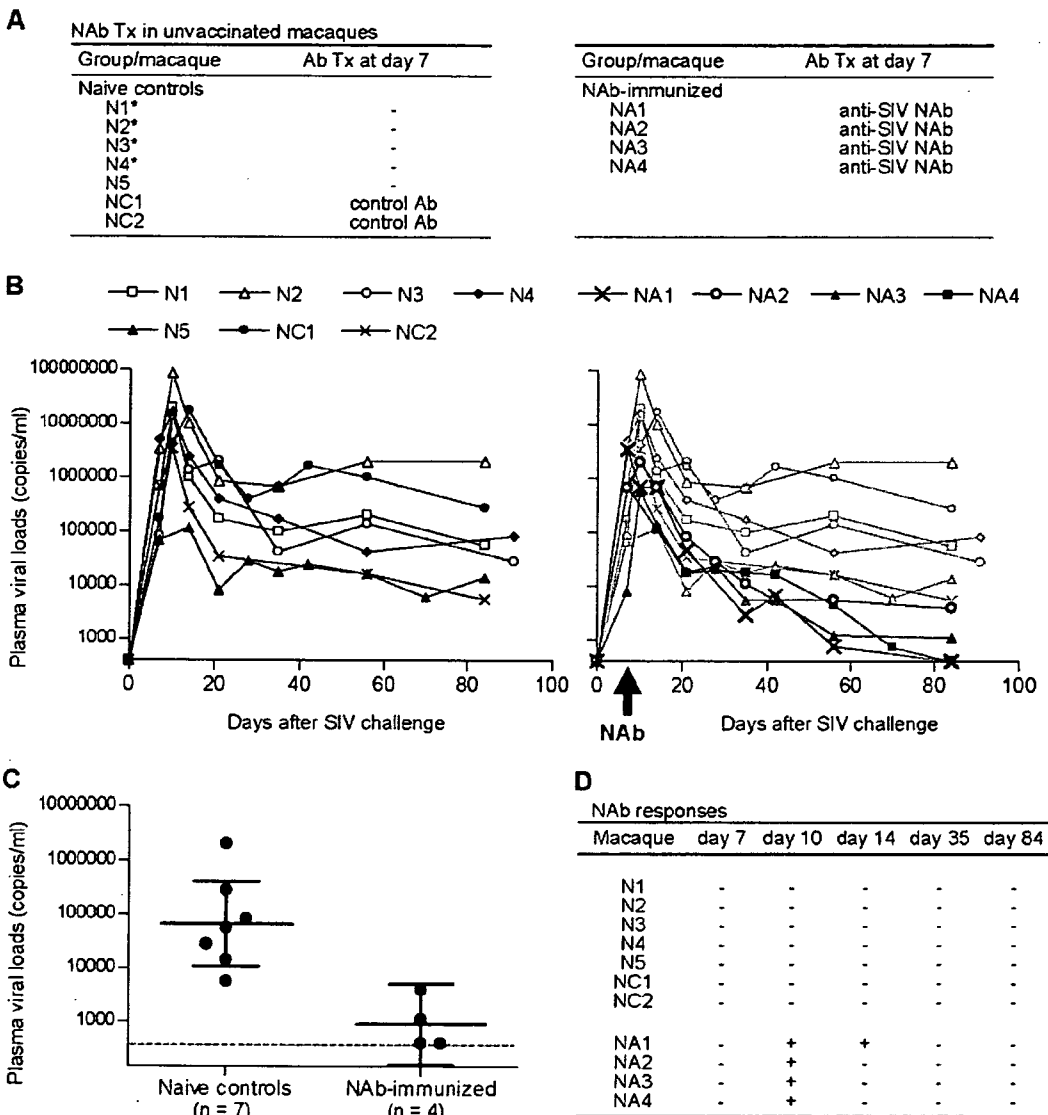 A
NAb Tx in unvaccinated macaques
Group/macaque Ab Tx at day 7
Naive controls
N1* -
N2* -
N3* -
N4* -
N5 -
NC1 control Ab
NC2 control Ab
Group/macaque Ab Tx at day 7
NAb-immunized
NA1 anti-SIV NAb
NA2 anti-SIV NAb
NA3 anti-SIV NAb
NA4 anti-SIV NAb
B
N1 N2 N3 N4
N5 NC1 NC2
NA1 NA2 NA3 NA4
Plasma viral loads (copies/ml)
100000000
10000000
1000000
100000
10000
1000
0 20 40 60 80 100
Days after SIV challenge
0 20 40 60 80 100
Days after SIV challenge
NAb
C
Plasma viral loads (copies/ml)
10000000
1000000
100000
10000
1000
Naive controls
(n = 7)
NAb-immunized
(n = 4)
D
NAb responses
Macaque day 7 day 10 day 14 day 35 day 84
N1 - - - - -
N2 - - - - -
N3 - - - - -
N4 - - - - -
N5 - - - - -
NC1 - - - - -
NC2 - - - - -
NA1 - + + - -
NA2 - + - - -
NA3 - + - - -
NA4 - + - - -